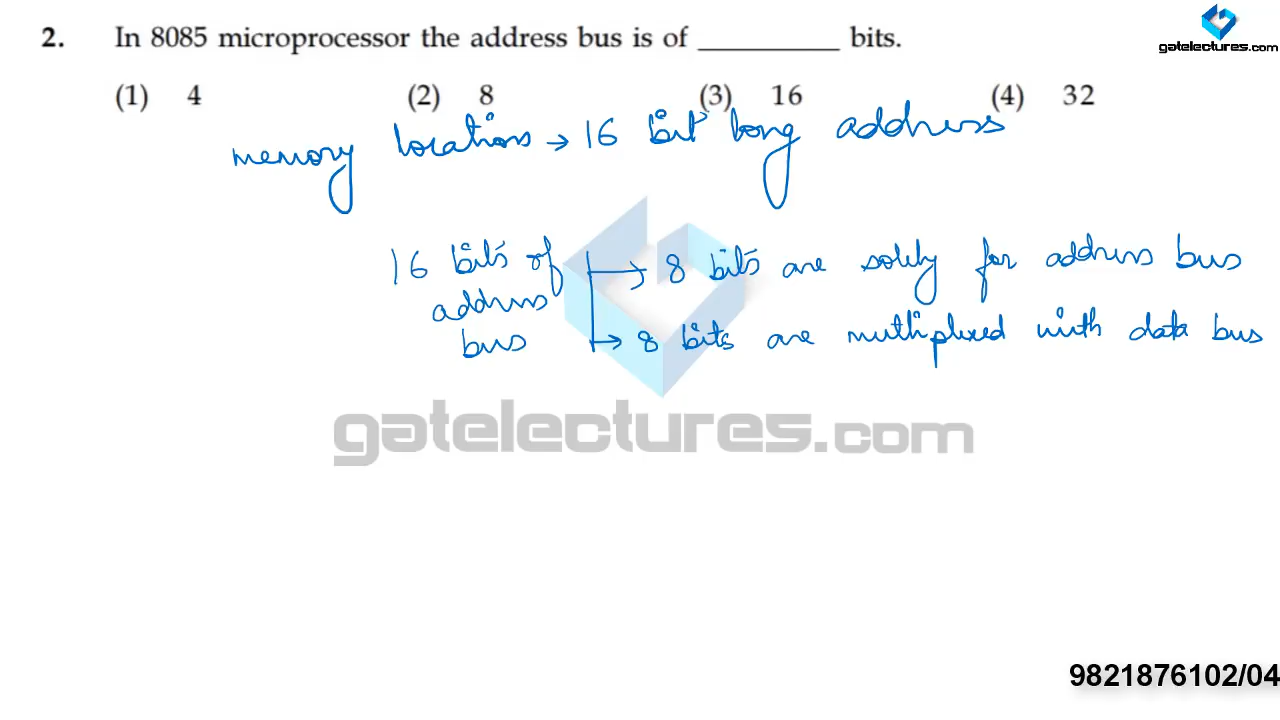 2. In 8085 microprocessor the address bus is of __________ bits.
(1) 4 (2) 8 (3) 16 (4) 32
memory locations → 16 bit long address
16 bits of address bus
→ 8 bits are solely for address bus
→ 8 bits are multiplexed with data bus
gatelectures.com
gatelectures.com
9821876102/04